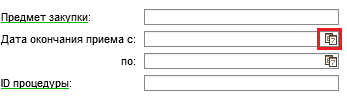 Предмет закупки:
Дата окончания приема с:
по:
ID процедуры: